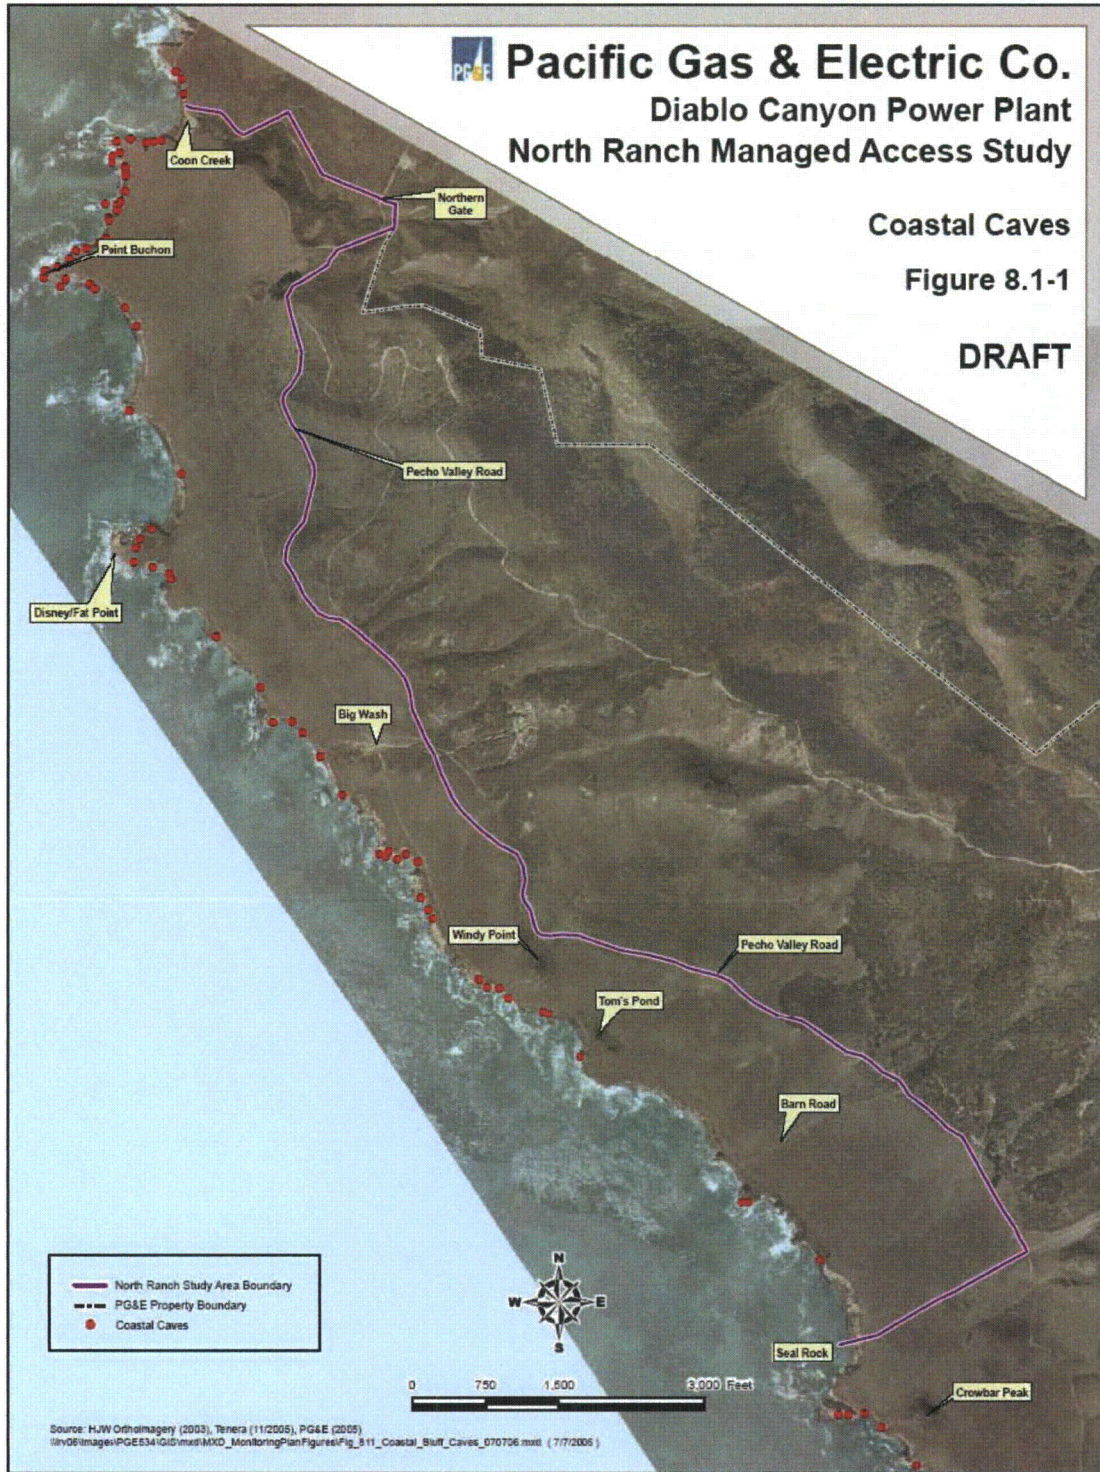 PG&E Pacific Gas & Electric Co.
Diablo Canyon Power Plant
North Ranch Managed Access Study
Coastal Caves
Figure 8.1-1
DRAFT
Coon Creek
Northern
Gate
Point Buchon
Pecho Valley Road
Disney/Fat Point
Big Wash
Windy Point
Pecho Valley Road
Tom's Pond
Barn Road
Seal Rock
Crowbar Peak
North Ranch Study Area Boundary
PG&E Property Boundary
Coastal Caves
N
W E
S
0 750 1,500 3,000 Feet
Source: HJW OrthoImagery (2003), Tenera (11/2005), PG&E (2005)